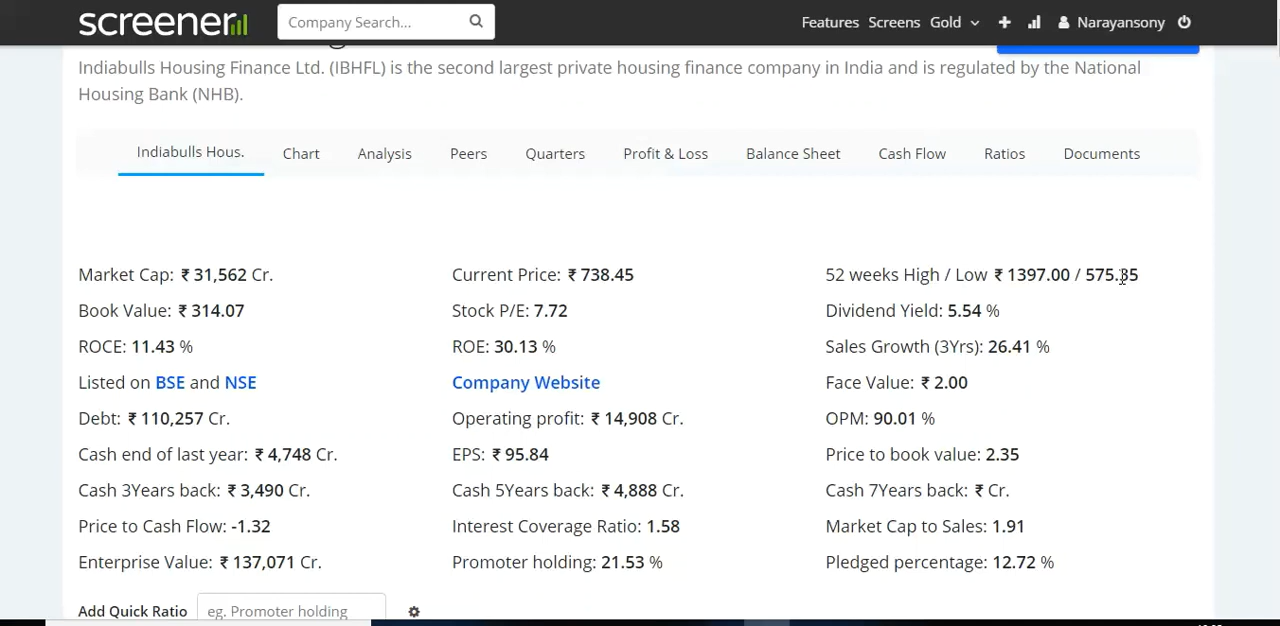 screener
Company Search...
Features Screens Gold Narayansony
Indiabulls Housing Finance Ltd. (IBHFL) is the second largest private housing finance company in India and is regulated by the National
Housing Bank (NHB).
Indiabulls Hous. Chart Analysis Peers Quarters Profit & Loss Balance Sheet Cash Flow Ratios Documents
Market Cap: ₹ 31,562 Cr. Current Price: ₹ 738.45 52 weeks High / Low ₹ 1397.00 / 575.35
Book Value: ₹ 314.07 Stock P/E: 7.72 Dividend Yield: 5.54 %
ROCE: 11.43 % ROE: 30.13 % Sales Growth (3Yrs): 26.41 %
Listed on BSE and NSE Company Website Face Value: ₹ 2.00
Debt: ₹ 110,257 Cr. Operating profit: ₹ 14,908 Cr. OPM: 90.01 %
Cash end of last year: ₹ 4,748 Cr. EPS: ₹ 95.84 Price to book value: 2.35
Cash 3Years back: ₹ 3,490 Cr. Cash 5Years back: ₹ 4,888 Cr. Cash 7Years back: ₹ Cr.
Price to Cash Flow: -1.32 Interest Coverage Ratio: 1.58 Market Cap to Sales: 1.91
Enterprise Value: ₹ 137,071 Cr. Promoter holding: 21.53 % Pledged percentage: 12.72 %
Add Quick Ratio eg. Promoter holding